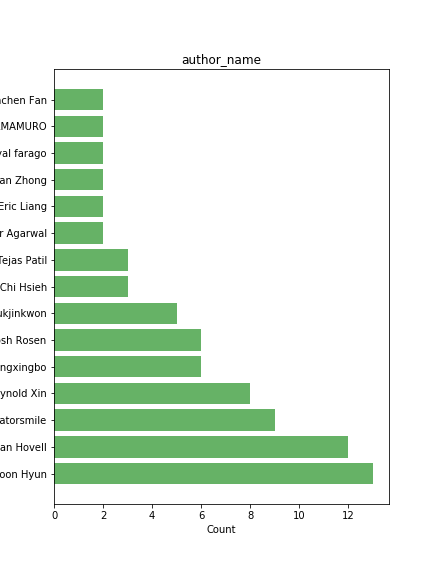 author_name
chen Fan
MAMURO
val farago
an Zhong
Eric Liang
r Agarwal
Tejas Patil
Chi Hsieh
ukjinkwon
osh Rosen
ngxingbo
ynold Xin
atorsmile
an Hovell
oon Hyun
0 2 4 6 8 10 12
Count